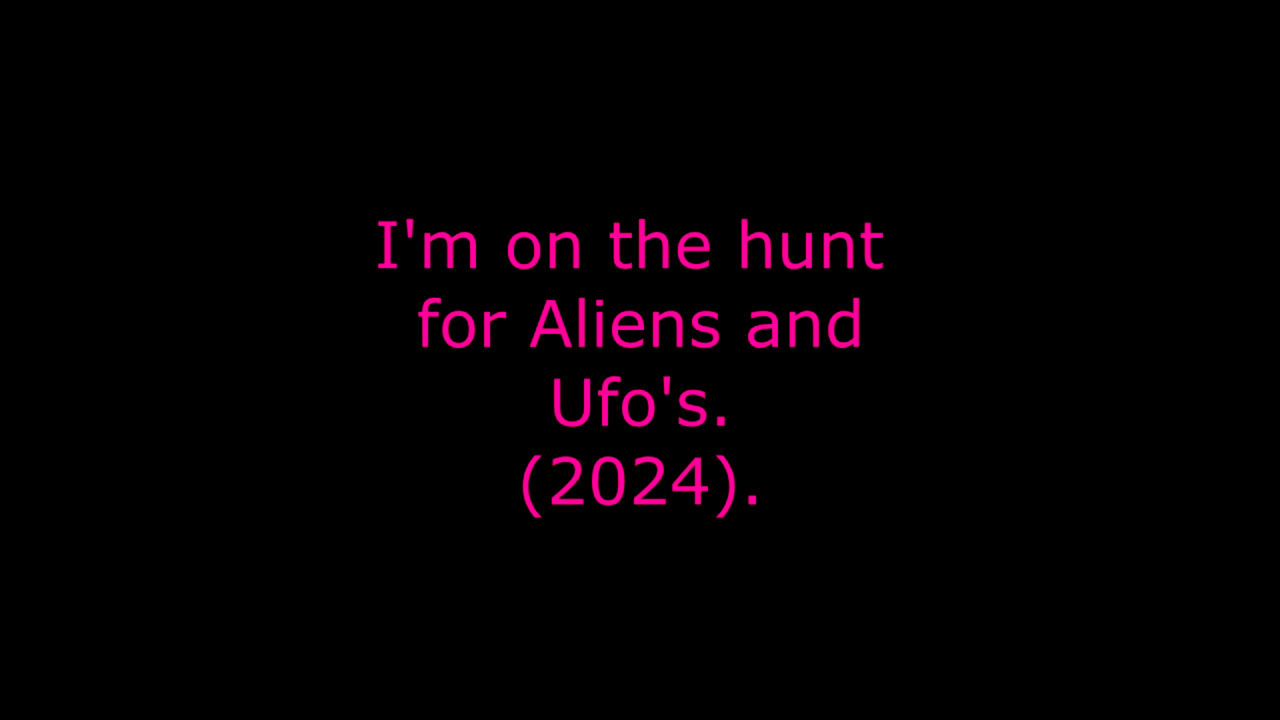 I'm on the hunt
for Aliens and
Ufo's.
(2024).